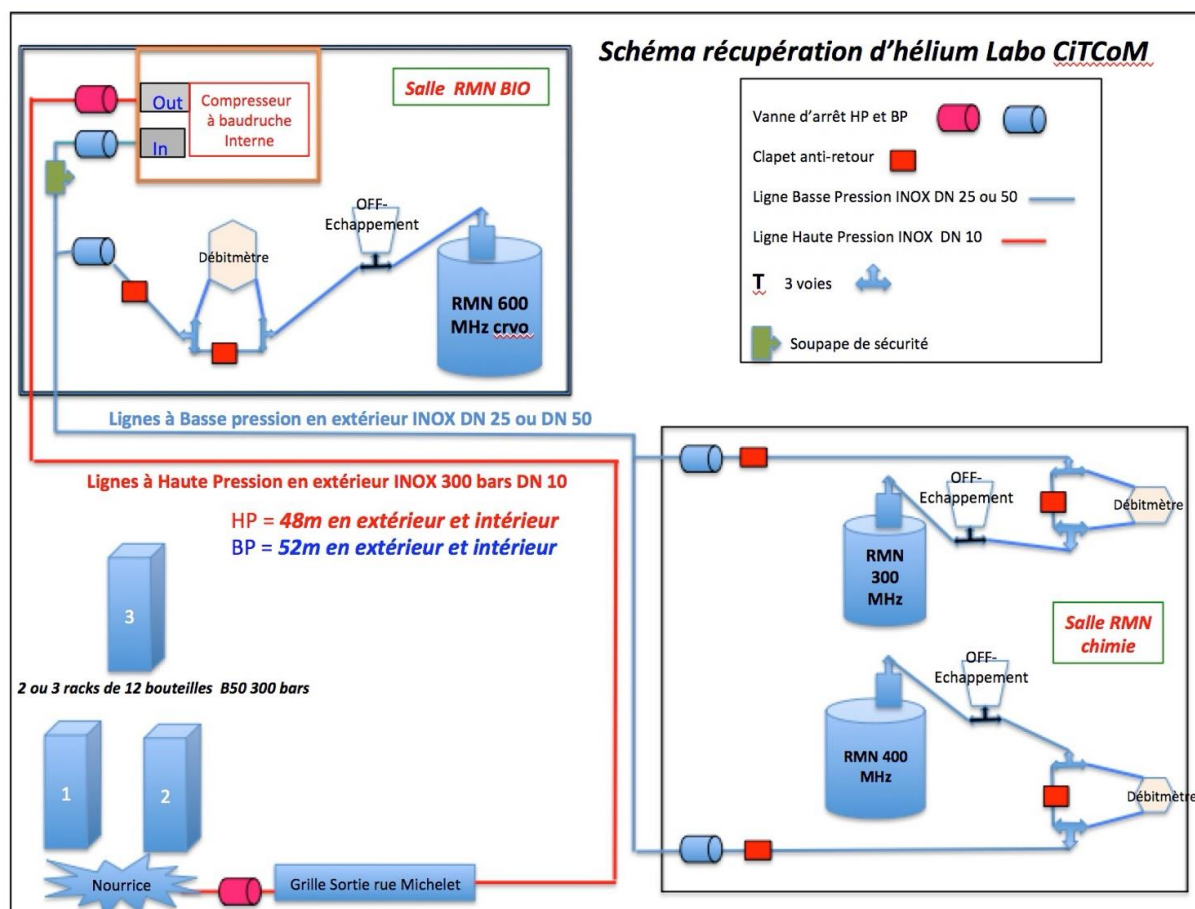 Schéma récupération d'hélium Labo CiTCoM
Out
In
Compresseur
à baudruche
Interne
Salle RMN BIO
OFF-
Echappement
Débitmètre
RMN 600
MHz crvo
Vanne d'arrêt HP et BP
Clapet anti-retour
Ligne Basse Pression INOX DN 25 ou 50
Ligne Haute Pression INOX DN 10
T 3 voies
Soupape de sécurité
Lignes à Basse pression en extérieur INOX DN 25 ou DN 50
Lignes à Haute Pression en extérieur INOX 300 bars DN 10
HP = 48m en extérieur et intérieur
BP = 52m en extérieur et intérieur
3
2 ou 3 racks de 12 bouteilles B50 300 bars
1
2
Nourrice
Grille Sortie rue Michelet
OFF-
Echappement
Débitmètre
RMN
300
MHz
Salle RMN
chimie
OFF-
Echappement
RMN 400
MHz
Débitmètre